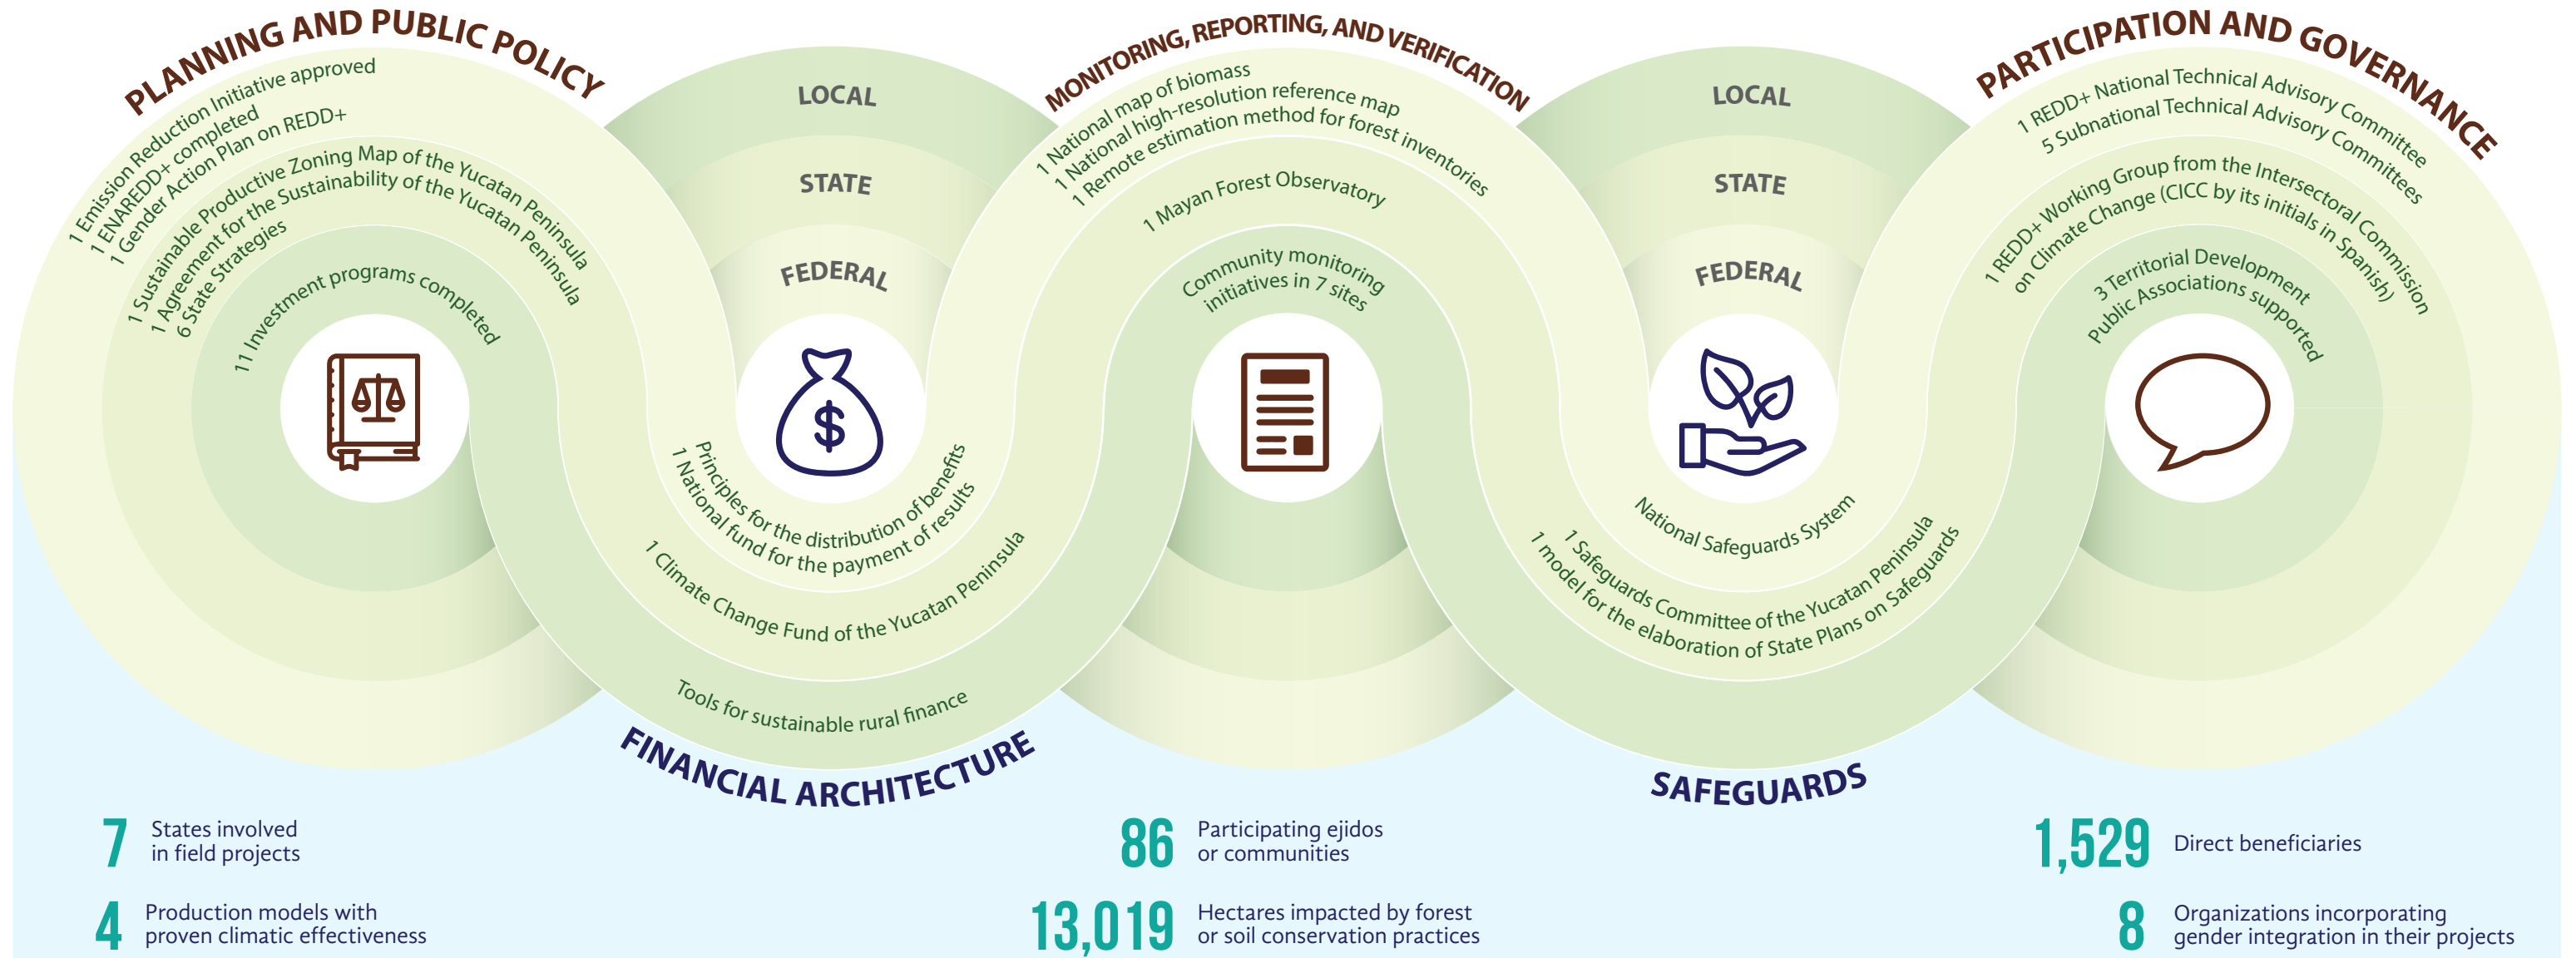 PLANNING AND PUBLIC POLICY
1 Emission Reduction Initiative approved
1 ENAREDD+ completed
1 Gender Action Plan on REDD+
1 Sustainable Productive Zoning Map of the Yucatan Peninsula
1 Agreement for the Sustainability of the Yucatan Peninsula
6 State Strategies
11 Investment programs completed
LOCAL
STATE
FEDERAL
$
Principles for the distribution of benefits
1 National fund for the payment of results
1 Climate Change Fund of the Yucatan Peninsula
Tools for sustainable rural finance
FINANCIAL ARCHITECTURE
MONITORING, REPORTING, AND VERIFICATION
1 National map of biomass
1 National high-resolution reference map
1 Remote estimation method for forest inventories
1 Mayan Forest Observatory
Community monitoring
initiatives in 7 sites
LOCAL
STATE
FEDERAL
National Safeguards System
1 Safeguards Committee of the Yucatan Peninsula
1 model for the elaboration of State Plans on Safeguards
SAFEGUARDS
PARTICIPATION AND GOVERNANCE
1 REDD+ National Technical Advisory Committee
5 Subnational Technical Advisory Committees
1 REDD+ Working Group from the Intersectoral Commission
on Climate Change (CICC by its initials in Spanish)
3 Territorial Development
Public Associations supported
7 States involved
in field projects
4 Production models with
proven climatic effectiveness
86 Participating ejidos
or communities
13,019 Hectares impacted by forest
or soil conservation practices
1,529 Direct beneficiaries
8 Organizations incorporating
gender integration in their projects